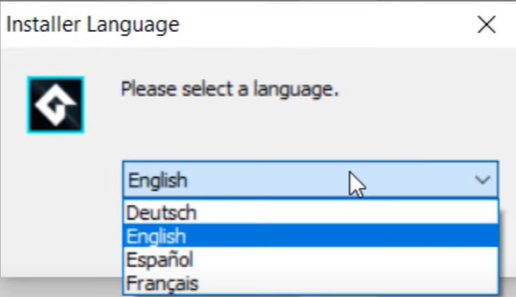 Installer Language
Please select a language.
English
Deutsch
English
Español
Français